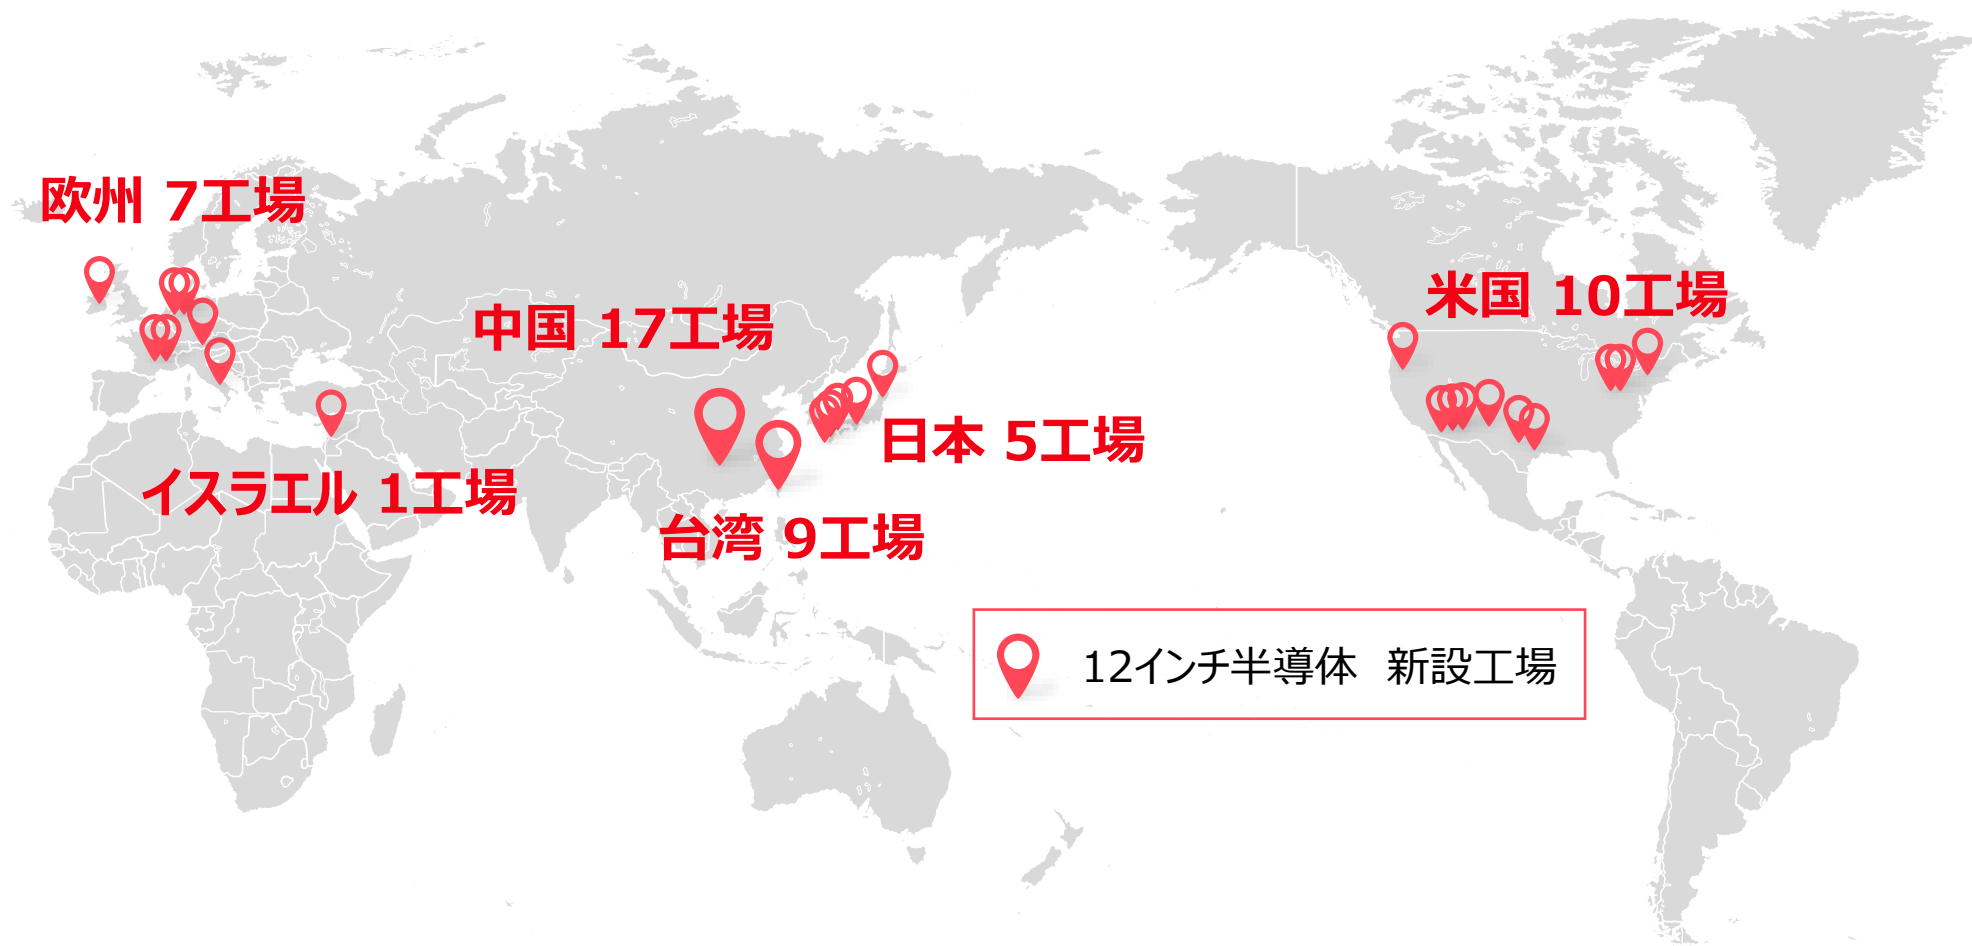 欧州 7工場
米国 10工場
中国 17工場
日本 5工場
イスラエル 1工場
台湾 9工場
12インチ半導体　新設工場